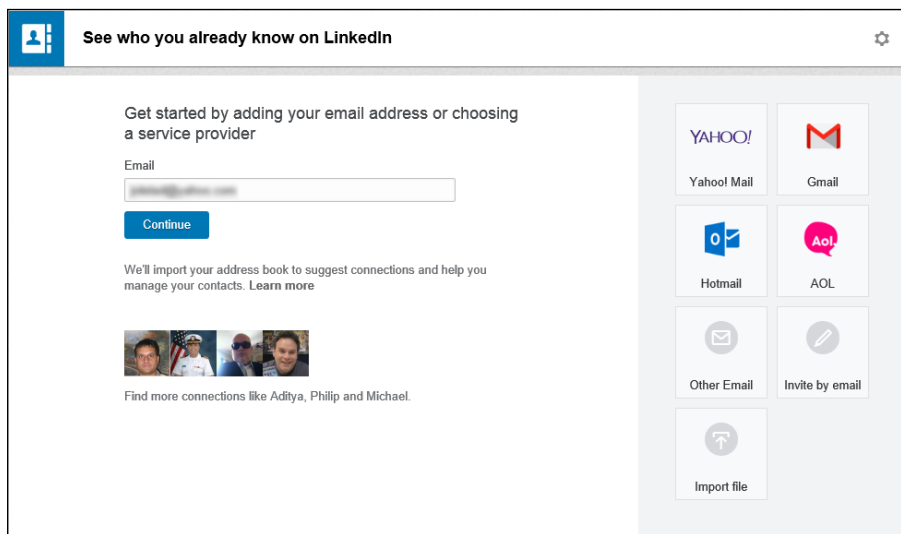 See who you already know on LinkedIn
Get started by adding your email address or choosing
a service provider
Email
Continue
We'll import your address book to suggest connections and help you
manage your contacts. Learn more
Find more connections like Aditya, Philip and Michael.
YAHOO!
Yahoo! Mail
Gmail
Hotmail
Aol.
AOL
Other Email
Invite by email
Import file